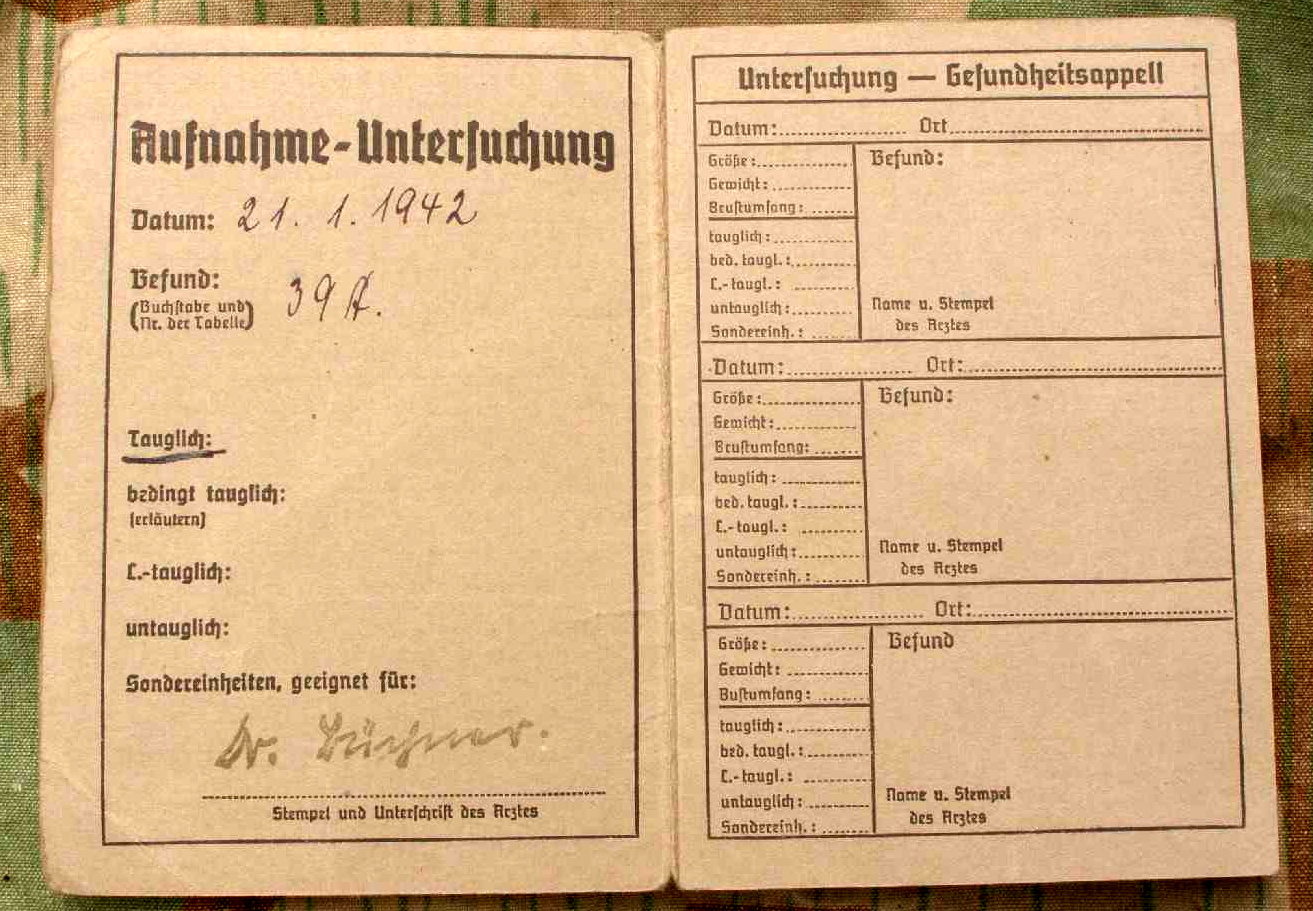 Aufnahme-Untersuchung
Datum: 21. 1. 1942
Befund: 39 A.
(Buchstabe und
Nr. der Tabelle)
Tauglich:
bedingt tauglich:
(erläutern)
L.-tauglich:
untauglich:
Sondereinheiten, geeignet für:
Dr. Büchner.
Stempel und Unterschrift des Arztes
Untersuchung — Gesundheitsappell
Datum: Ort
Größe:
Gewicht:
Brustumfang:
Befund:
tauglich:
bed. taugl.:
L.-taugl.:
untauglich:
Sondereinh.:
Name u. Stempel
des Arztes
Datum: Ort:
Größe:
Gewicht:
Brustumfang:
Befund:
tauglich:
bed. taugl.:
L.-taugl.:
untauglich:
Sondereinh.:
Name u. Stempel
des Arztes
Datum: Ort:
Größe:
Gewicht:
Bustumfang:
Befund
tauglich:
bed. taugl.:
L.-taugl.:
untauglich:
Sondereinh.:
Name u. Stempel
des Arztes